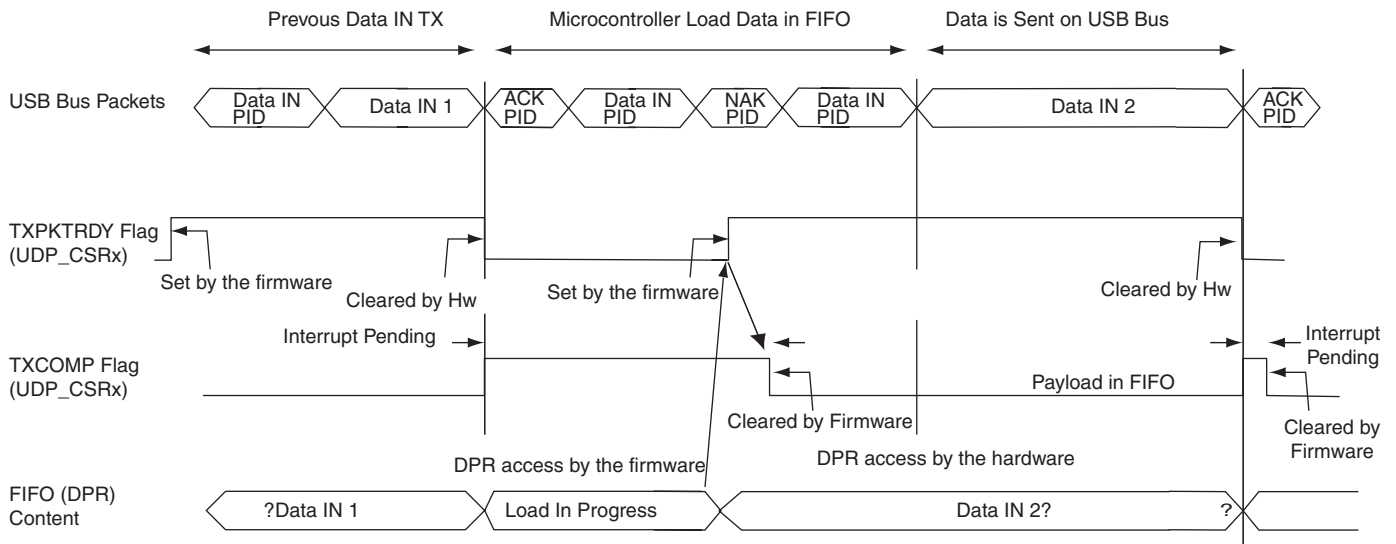 Prevous Data IN TX
Microcontroller Load Data in FIFO
Data is Sent on USB Bus
USB Bus Packets
Data IN
PID
Data IN 1
ACK
PID
Data IN
PID
NAK
PID
Data IN
PID
Data IN 2
ACK
PID
TXPKTRDY Flag
(UDP_CSRx)
Set by the firmware
Cleared by Hw
Set by the firmware
Cleared by Hw
Interrupt Pending
Interrupt
Pending
TXCOMP Flag
(UDP_CSRx)
Payload in FIFO
Cleared by Firmware
Cleared by
Firmware
DPR access by the firmware
DPR access by the hardware
FIFO (DPR)
Content
?Data IN 1
Load In Progress
Data IN 2?
?